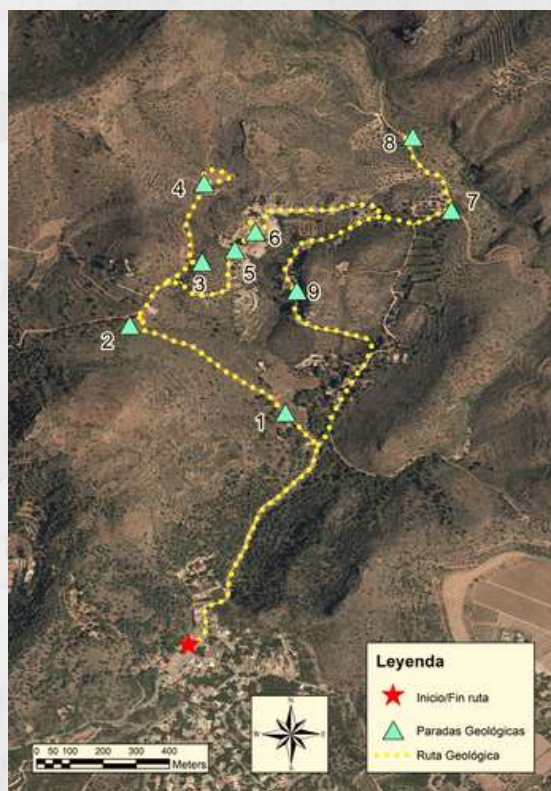 8
4
7
6
5
3
9
2
1
Leyenda
Inicio/Fin ruta
Paradas Geológicas
Ruta Geológica
N
W
E
S
0 50 100 200 300 400
Meters